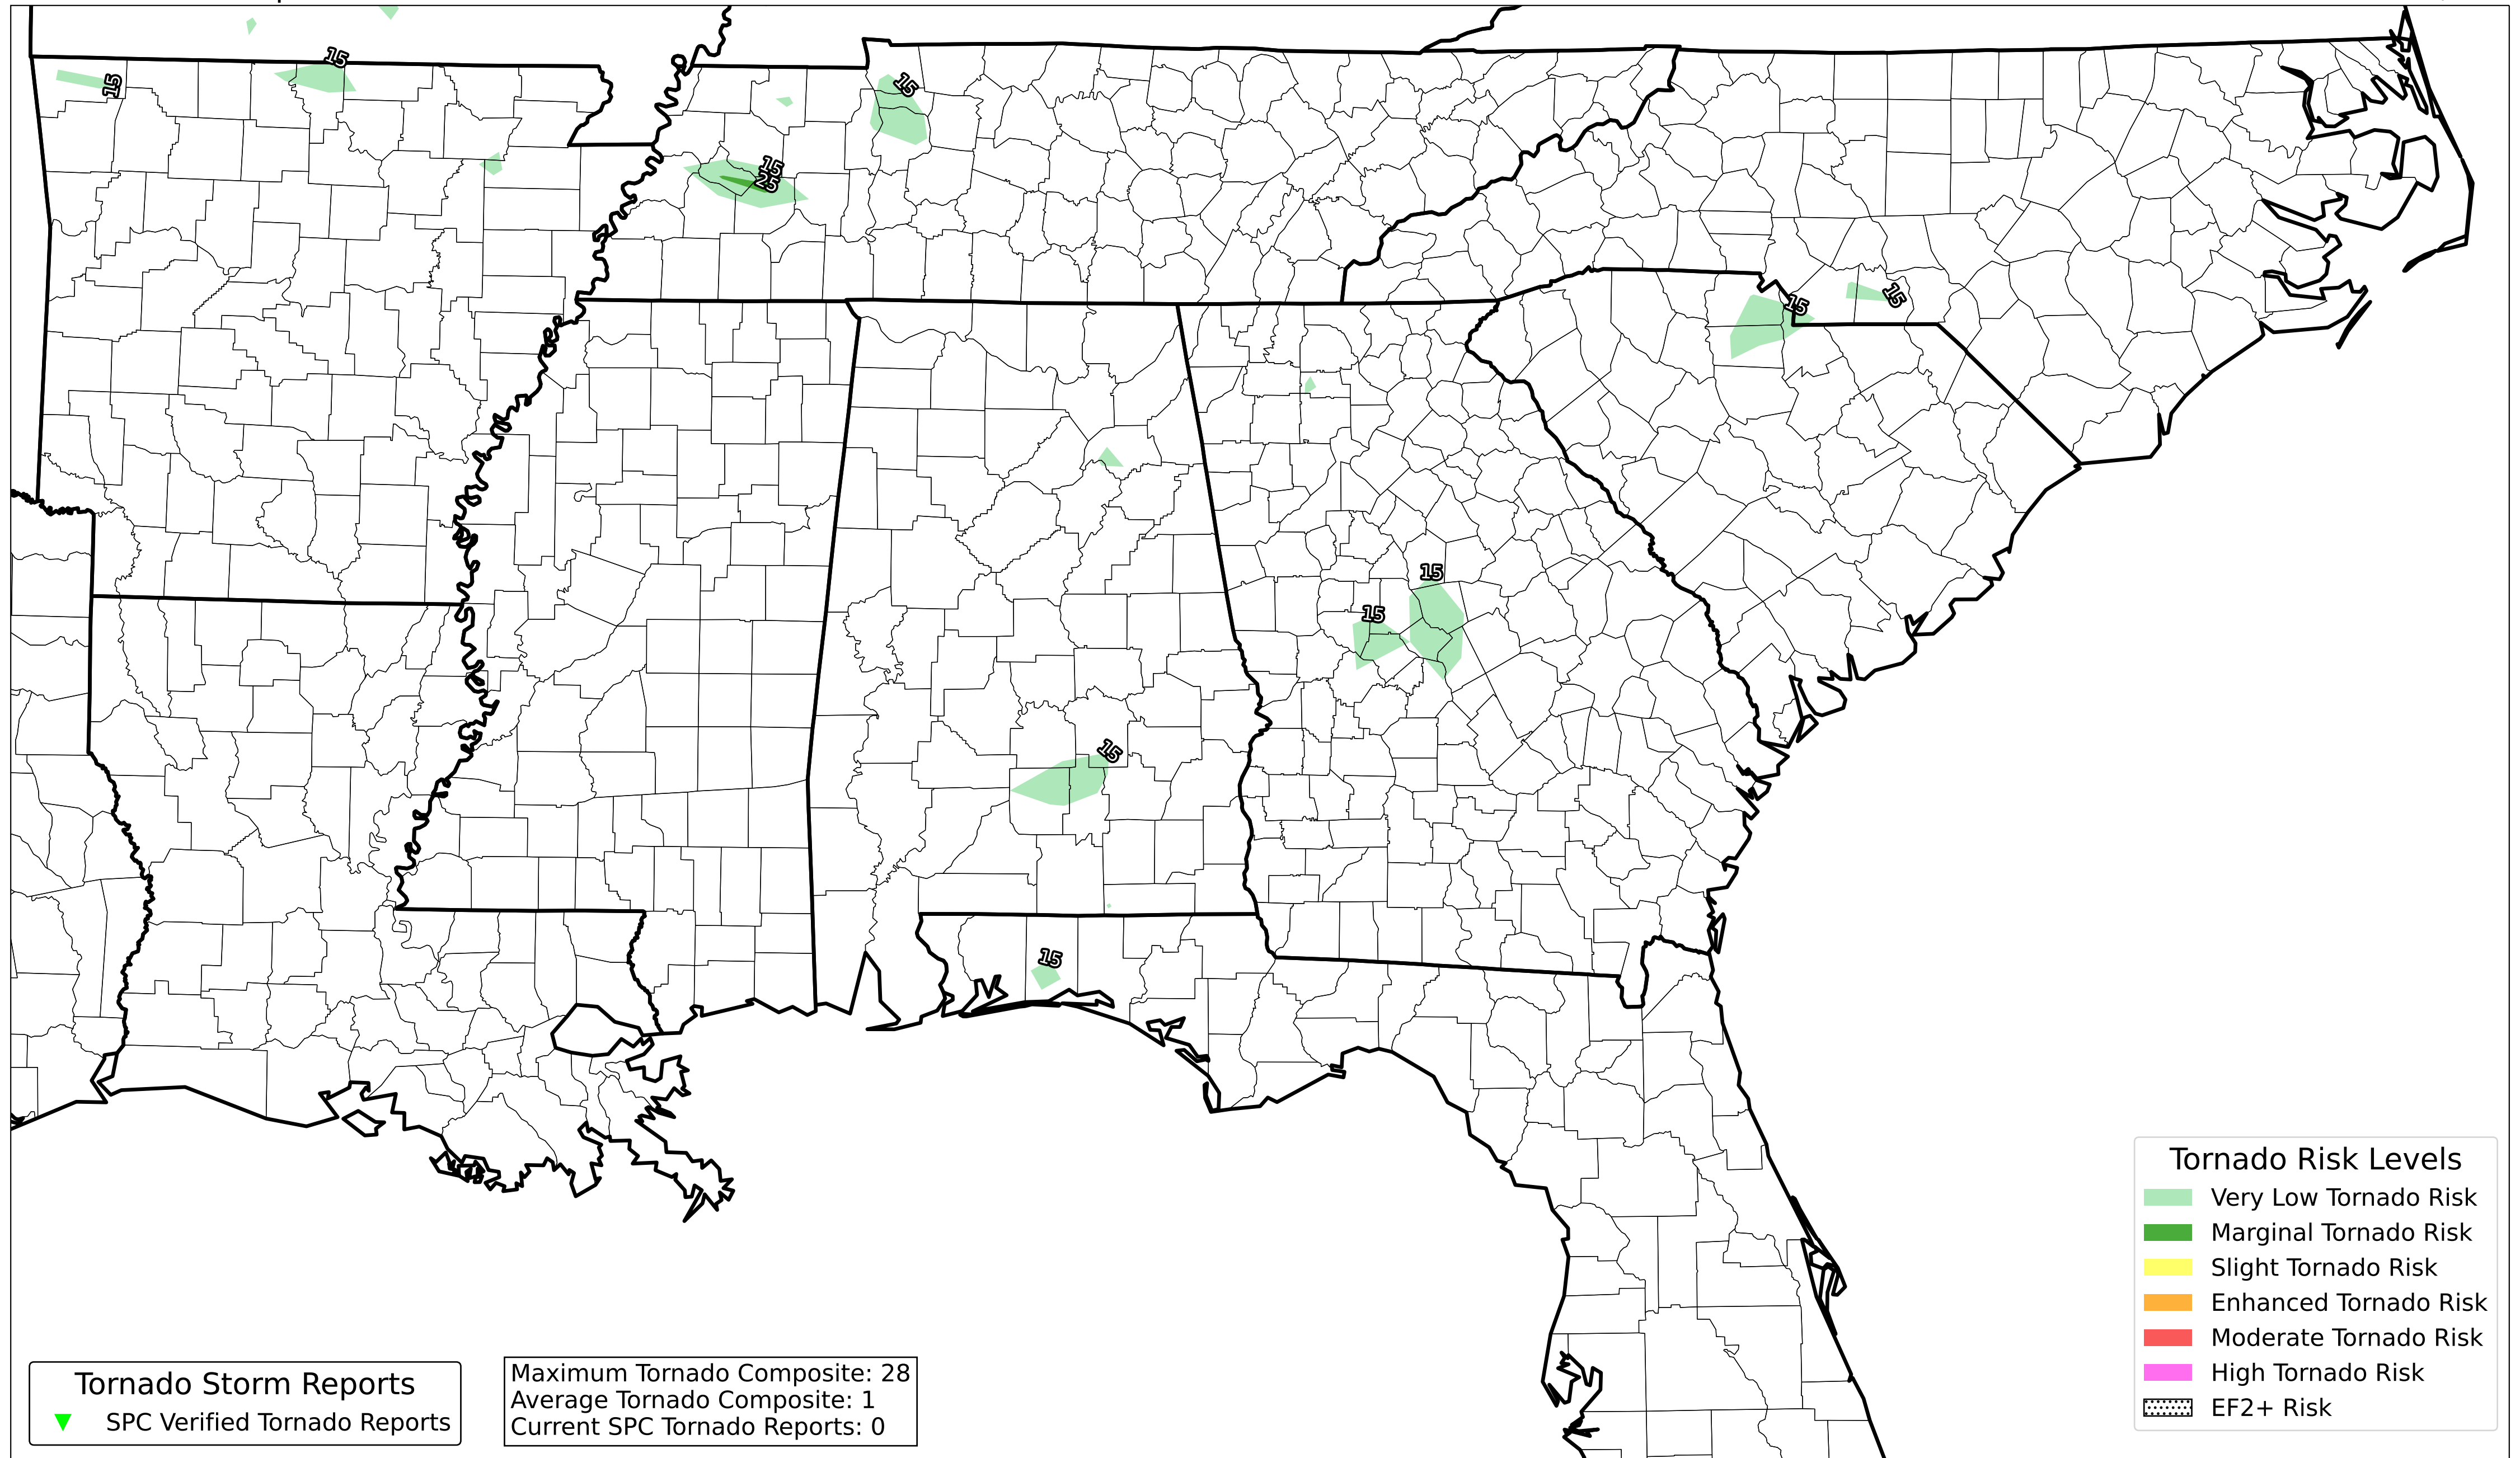 15
15
15
15
25
15
15
15
15
15
15
Tornado Risk Levels
Very Low Tornado Risk
Marginal Tornado Risk
Slight Tornado Risk
Enhanced Tornado Risk
Moderate Tornado Risk
High Tornado Risk
EF2+ Risk
Tornado Storm Reports
SPC Verified Tornado Reports
Maximum Tornado Composite: 28
Average Tornado Composite: 1
Current SPC Tornado Reports: 0